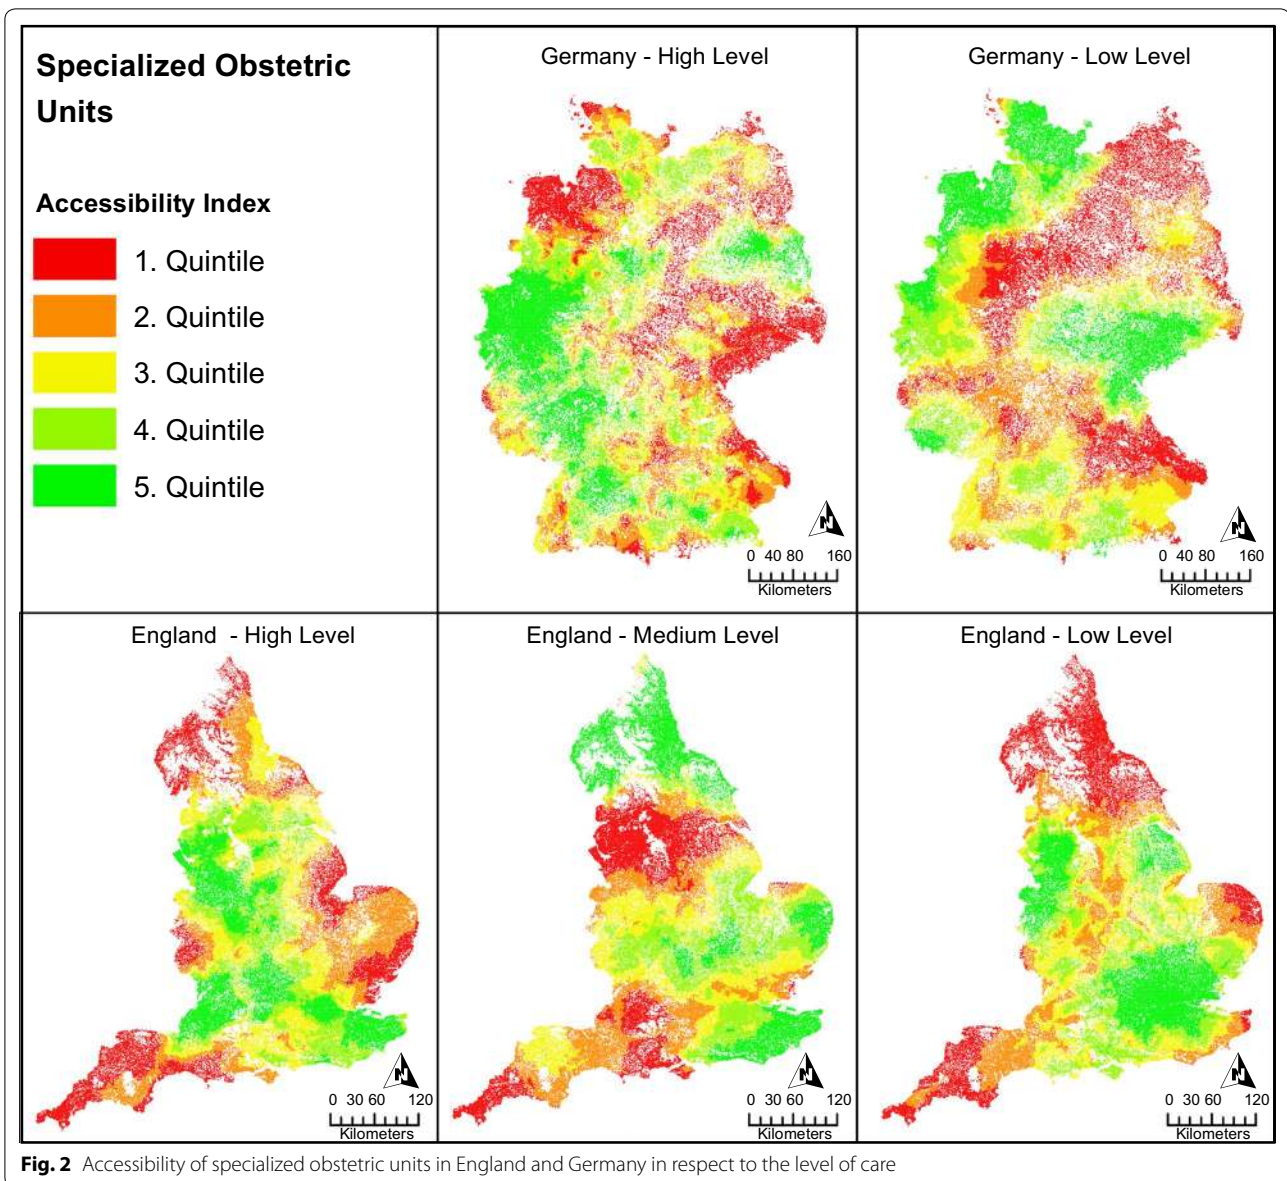 Specialized Obstetric
Units
Accessibility Index
1. Quintile
2. Quintile
3. Quintile
4. Quintile
5. Quintile
Germany - High Level
N
0 40 80 160
Kilometers
Germany - Low Level
N
0 40 80 160
Kilometers
England - High Level
N
0 30 60 120
Kilometers
England - Medium Level
N
0 30 60 120
Kilometers
England - Low Level
N
0 30 60 120
Kilometers
Fig. 2 Accessibility of specialized obstetric units in England and Germany in respect to the level of care